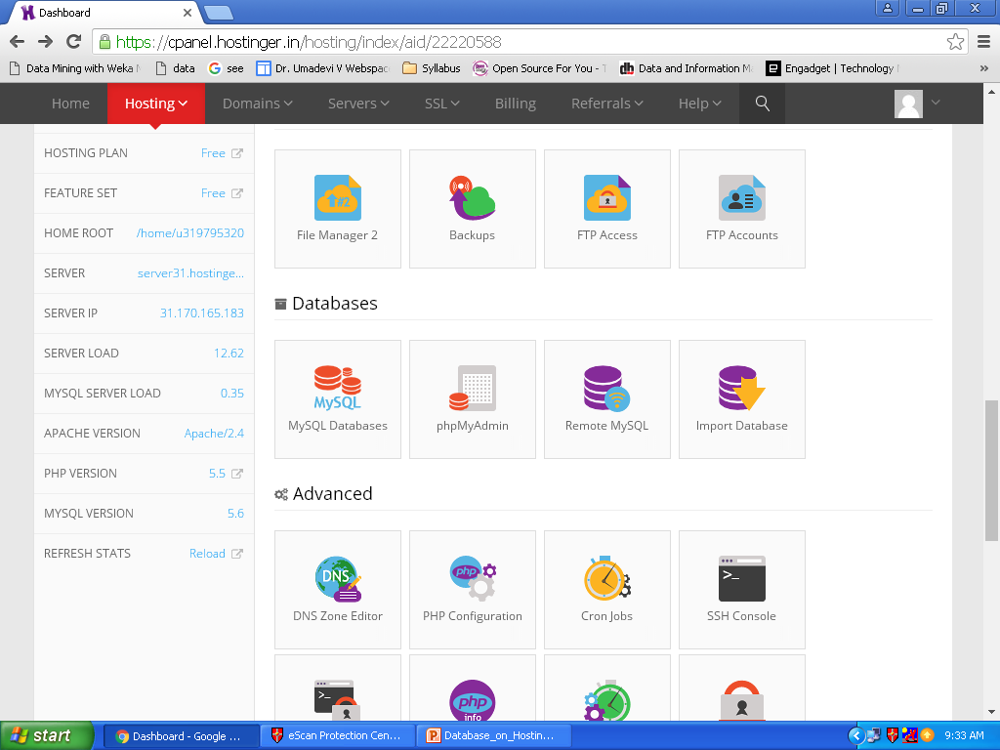 Dashboard
https://cpanel.hostinger.in/hosting/index/aid/22220588
Data Mining with Weka data see Dr. Umadevi V Webspac Syllabus Open Source For You - Data and Information M Engadget | Technology »
Home Hosting Domains Servers SSL Billing Referrals Help
HOSTING PLAN Free
FEATURE SET Free
HOME ROOT /home/u319795320
SERVER server31.hostinge...
SERVER IP 31.170.165.183
SERVER LOAD 12.62
MYSQL SERVER LOAD 0.35
APACHE VERSION Apache/2.4
PHP VERSION 5.5
MYSQL VERSION 5.6
REFRESH STATS Reload
#2
File Manager 2 Backups FTP Access FTP Accounts
Databases
MySQL
MySQL Databases phpMyAdmin Remote MySQL Import Database
Advanced
DNS php >_
DNS Zone Editor PHP Configuration Cron Jobs SSH Console
>_ php
info
start Dashboard - Google ... eScan Protection Cen... Database_on_Hostin... 9:33 AM